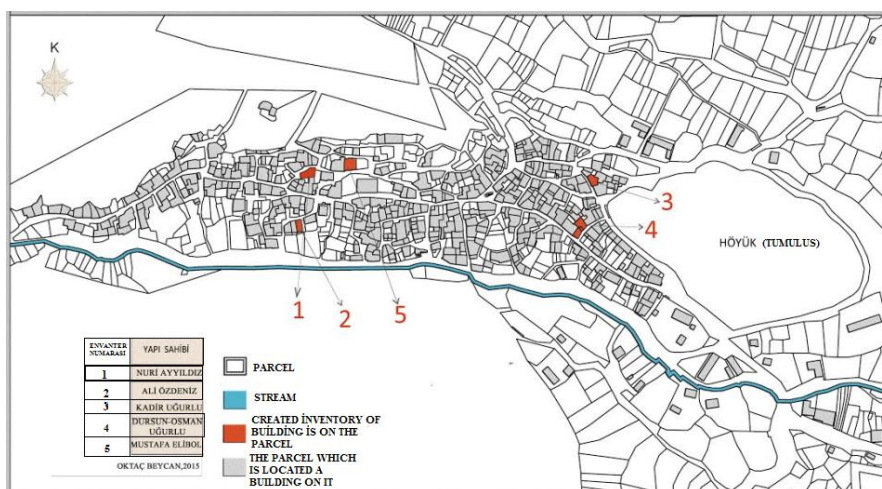 K
3
4
HÖYÜK (TUMULUS)
1
2
5
ENVANTER NUMARASI
YAPI SAHİBİ
1 NURİ AYYILDIZ
2 ALİ ÖZDENİZ
3 KADİR UĞURLU
4 DURSUN-OSMAN UĞURLU
5 MUSTAFA ELİBOL
OKTAÇ BEYCAN,2015
PARCEL
STREAM
CREATED İNVENTORY OF
BUİLDİNG İS ON THE
PARCEL
THE PARCEL WHICH
IS LOCATED A
BUILDING ON IT